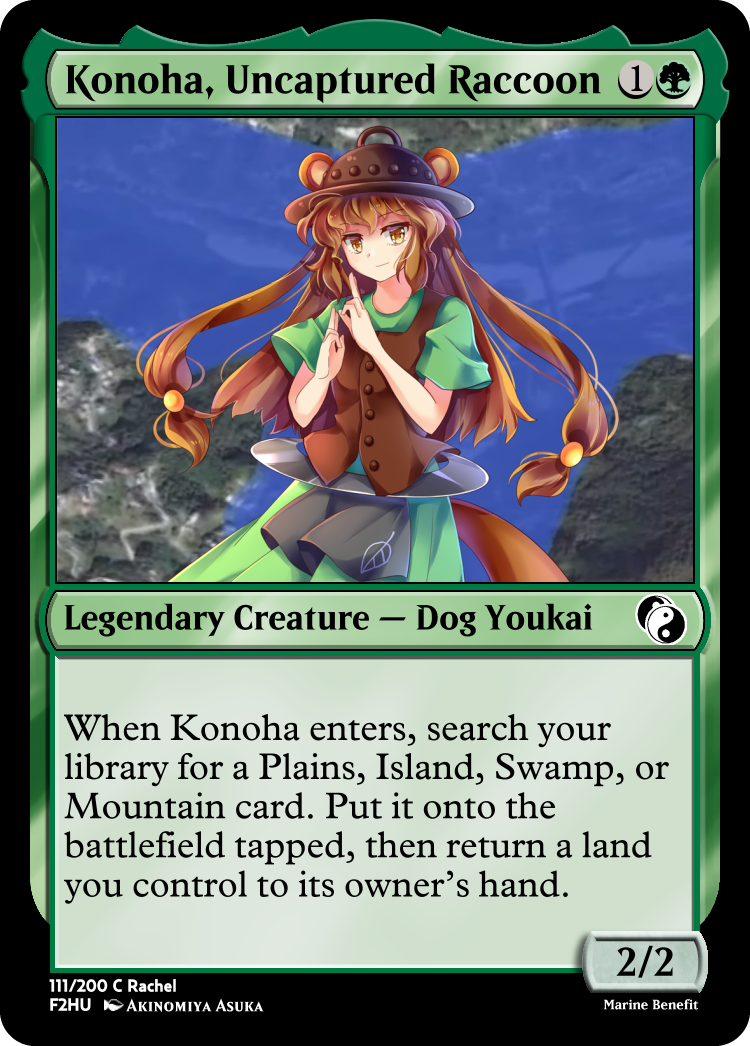 Konoha, Uncaptured Raccoon 1
Legendary Creature — Dog Youkai
When Konoha enters, search your
library for a Plains, Island, Swamp, or
Mountain card. Put it onto the
battlefield tapped, then return a land
you control to its owner's hand.
2/2
111/200 C Rachel
F2HU AKINOMIYA ASUKA
Marine Benefit